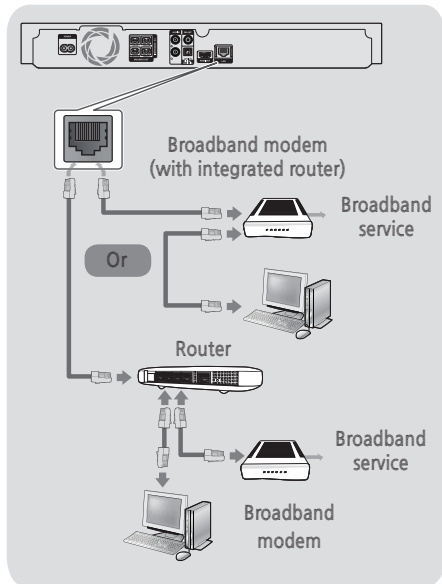 Broadband modem
(with integrated router)
Broadband
service
Or
Router
Broadband
service
Broadband
modem